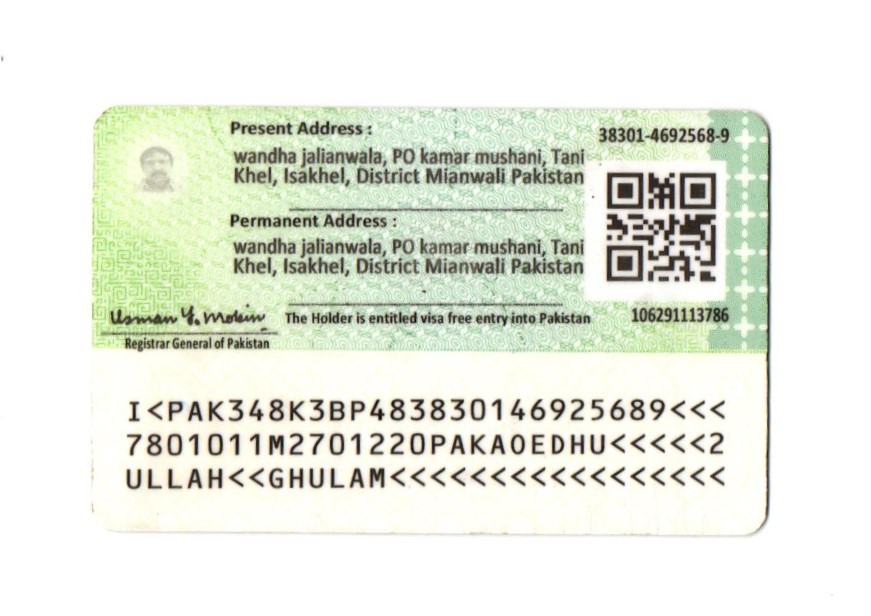 Present Address :
38301-4692568-9
wandha jalianwala, PO kamar mushani, Tani
Khel, Isakhel, District Mianwali Pakistan
Permanent Address :
wandha jalianwala, PO kamar mushani, Tani
Khel, Isakhel, District Mianwali Pakistan
Usman Y. Mobin
The Holder is entitled visa free entry into Pakistan
106291113786
Registrar General of Pakistan
I<PAK348K3BP483830146925689<<<
7801011M2701220PAKA0EDHU<<<<<2
ULLAH<<GHULAM<<<<<<<<<<<<<<<<<